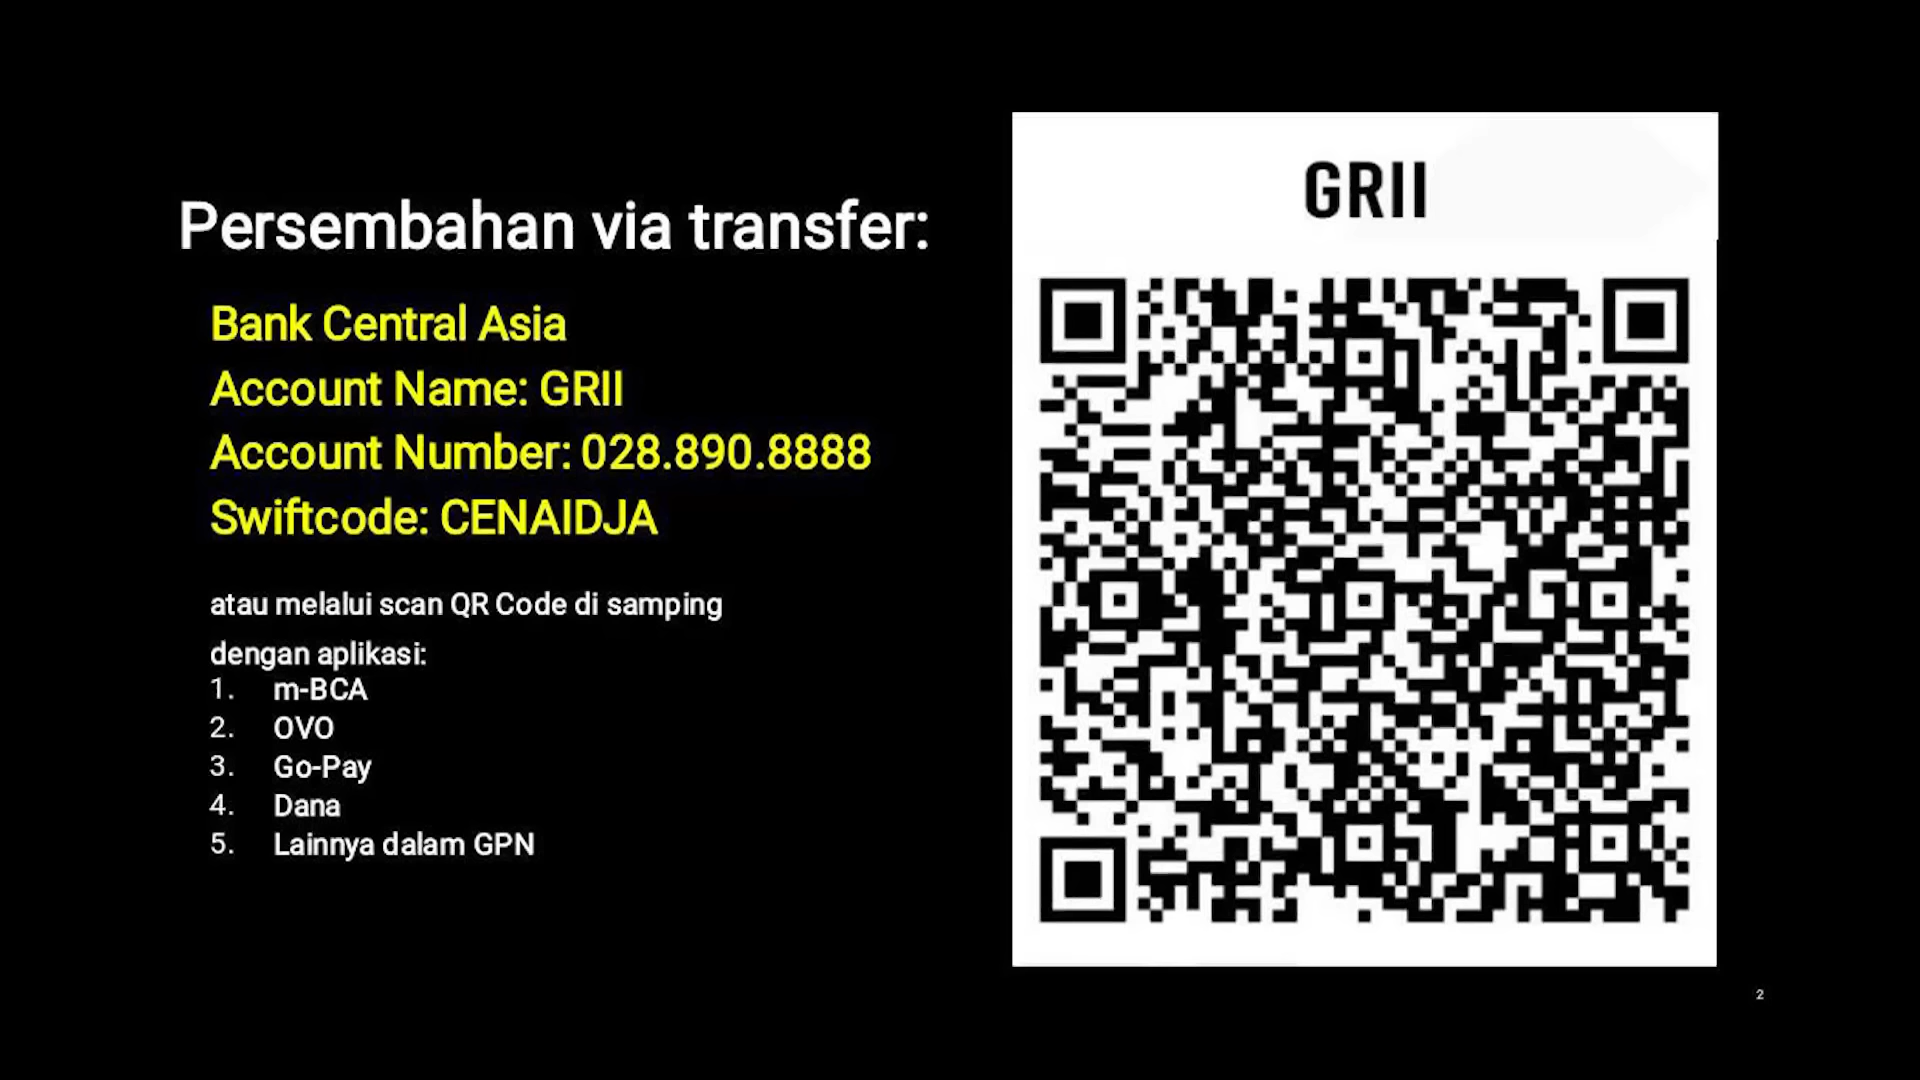 Persembahan via transfer:
Bank Central Asia
Account Name: GRII
Account Number: 028.890.8888
Swiftcode: CENAIDJA
atau melalui scan QR Code di samping
dengan aplikasi:
1. m-BCA
2. OVO
3. Go-Pay
4. Dana
5. Lainnya dalam GPN
GRII
2